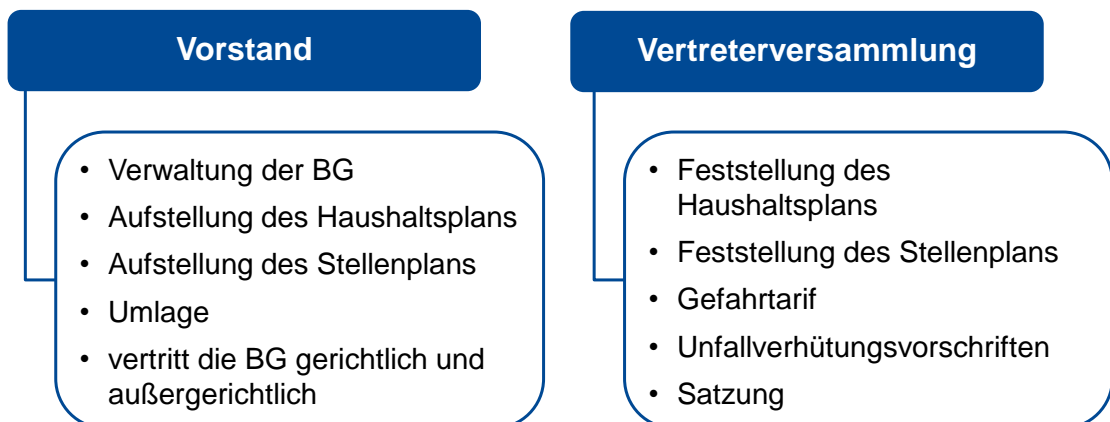 Vorstand
• Verwaltung der BG
• Aufstellung des Haushaltsplans
• Aufstellung des Stellenplans
• Umlage
• vertritt die BG gerichtlich und
außergerichtlich
Vertreterversammlung
• Feststellung des
Haushaltsplans
• Feststellung des Stellenplans
• Gefahrtarif
• Unfallverhütungsvorschriften
• Satzung